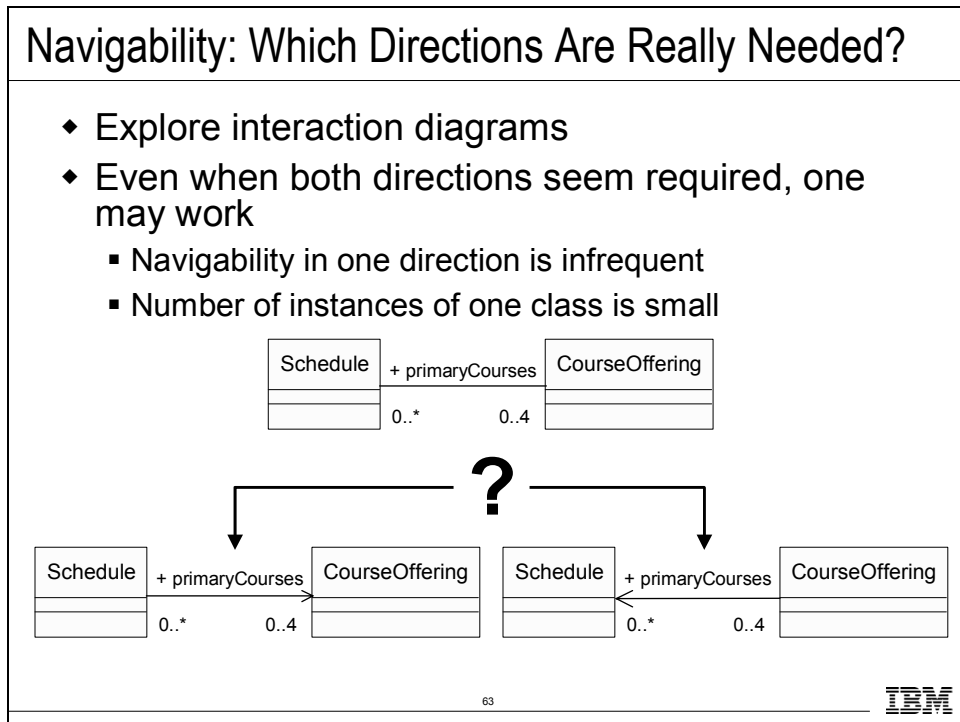 Navigability: Which Directions Are Really Needed?
◆ Explore interaction diagrams
◆ Even when both directions seem required, one
may work
▪ Navigability in one direction is infrequent
▪ Number of instances of one class is small
Schedule
+ primaryCourses
CourseOffering
0..*
0..4
?
Schedule
+ primaryCourses
CourseOffering
0..*
0..4
Schedule
+ primaryCourses
CourseOffering
0..*
0..4
63
IBM